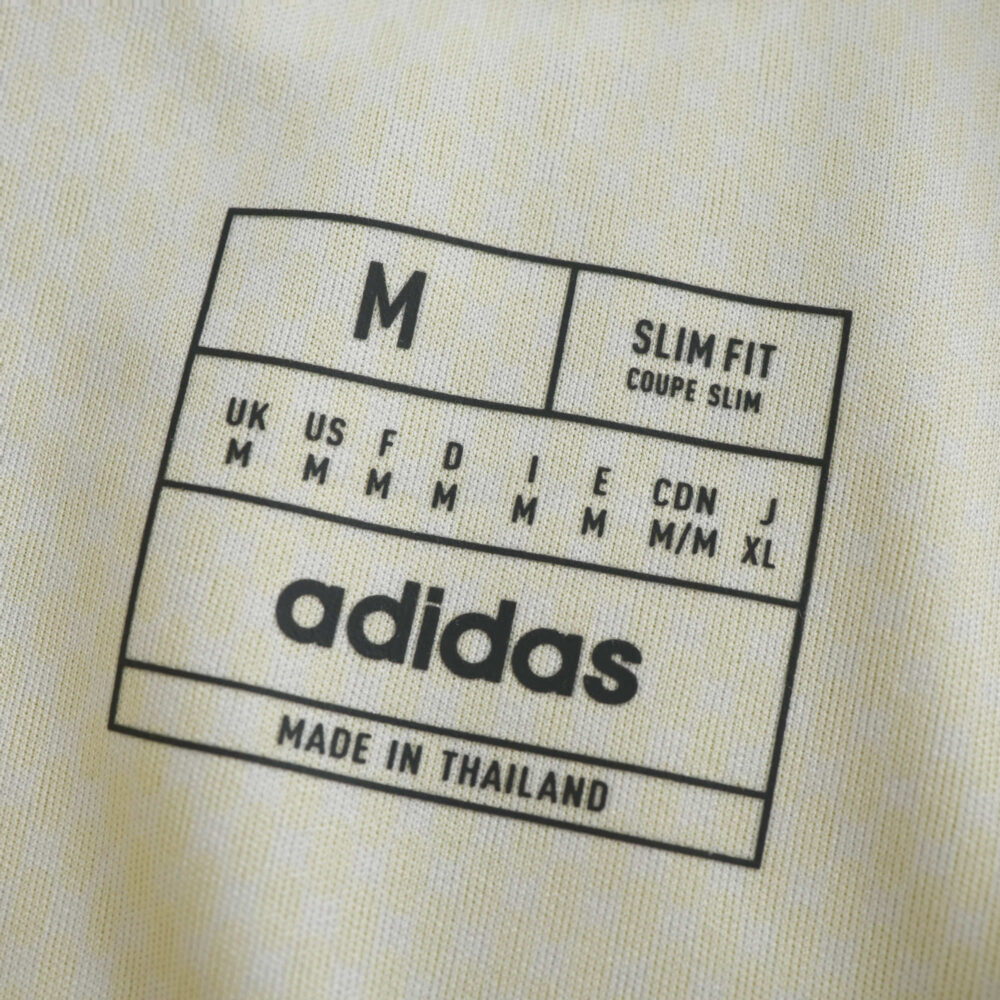 M
SLIM FIT
COUPE SLIM
UK US F D I E CDN J
M M M M M M M/M XL
adidas
MADE IN THAILAND